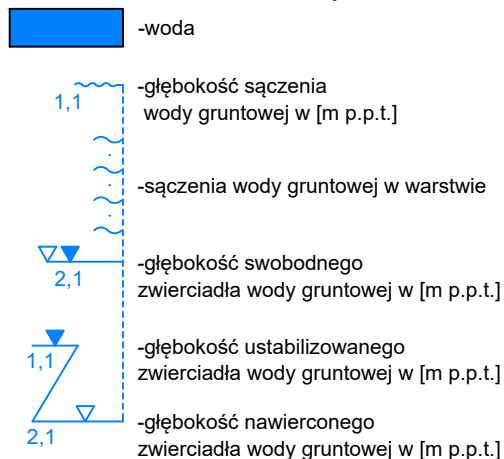 -woda
-głębokość sączenia
1,1
wody gruntowej w [m p.p.t.]
-sączenia wody gruntowej w warstwie
-głębokość swobodnego
2,1
zwierciadła wody gruntowej w [m p.p.t.]
-głębokość ustabilizowanego
1,1
zwierciadła wody gruntowej w [m p.p.t.]
-głębokość nawierconego
2,1
zwierciadła wody gruntowej w [m p.p.t.]